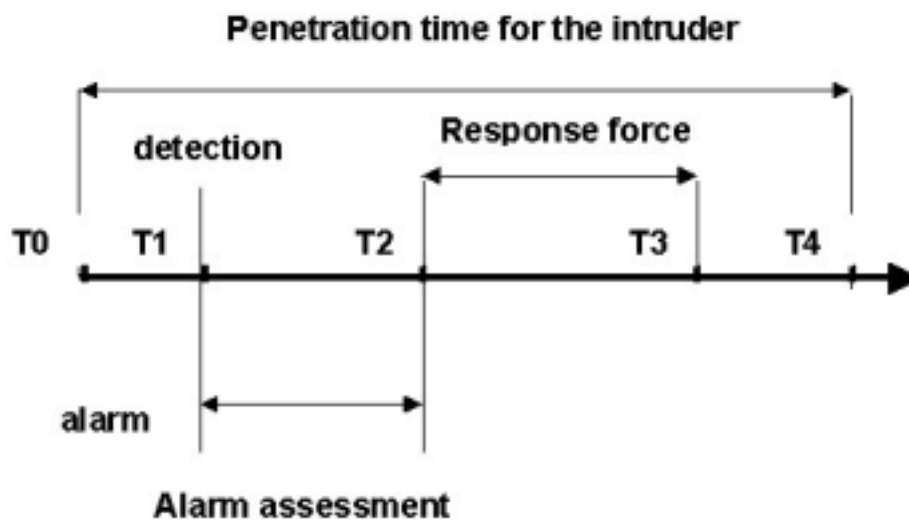 Penetration time for the intruder
detection
Response force
T0 T1 T2 T3 T4
alarm
Alarm assessment